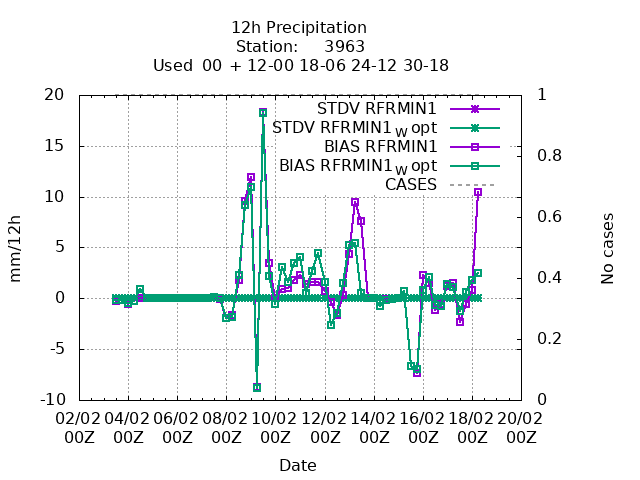 12h Precipitation
Station: 3963
Used 00 + 12-00 18-06 24-12 30-18
20 1
STDV RFRMIN1
STDV RFRMIN1w opt
15 BIAS RFRMIN1 0.8
BIAS RFRMIN1w opt
CASES
10 0.6
mm/12h
No cases
5 0.4
0
0.2
-5
-10 0
02/02 04/02 06/02 08/02 10/02 12/02 14/02 16/02 18/02 20/02
00Z 00Z 00Z 00Z 00Z 00Z 00Z 00Z 00Z 00Z
Date